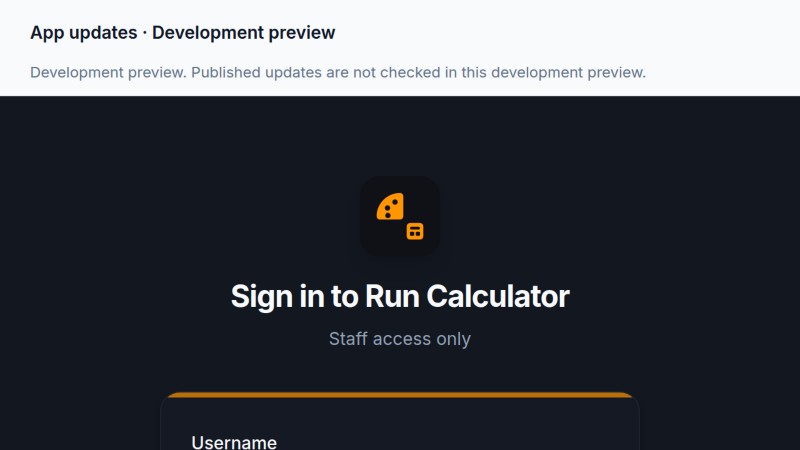 App updates · Development preview
Development preview. Published updates are not checked in this development preview.
Sign in to Run Calculator
Staff access only
Username